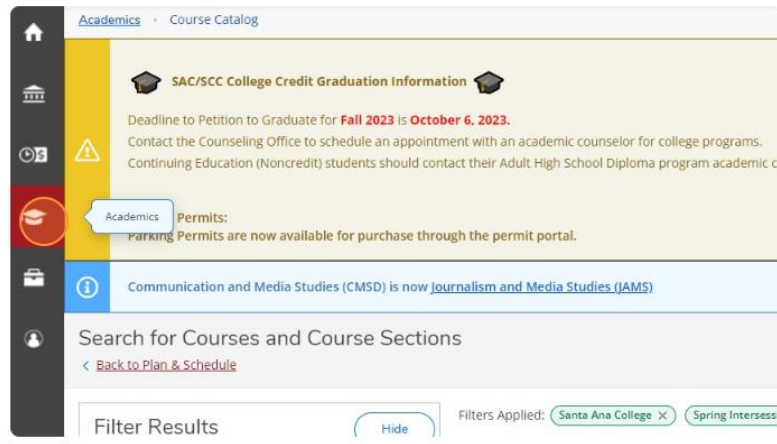 Academics · Course Catalog
SAC/SCC College Credit Graduation Information
Deadline to Petition to Graduate for Fall 2023 is October 6, 2023.
Contact the Counseling Office to schedule an appointment with an academic counselor for college programs.
Continuing Education (Noncredit) students should contact their Adult High School Diploma program academic c
Academics
Permits:
Parking Permits are now available for purchase through the permit portal.
Communication and Media Studies (CMSD) is now Journalism and Media Studies (JAMS)
Search for Courses and Course Sections
< Back to Plan & Schedule
Filter Results
Hide
Filters Applied: Santa Ana College X Spring Intersess